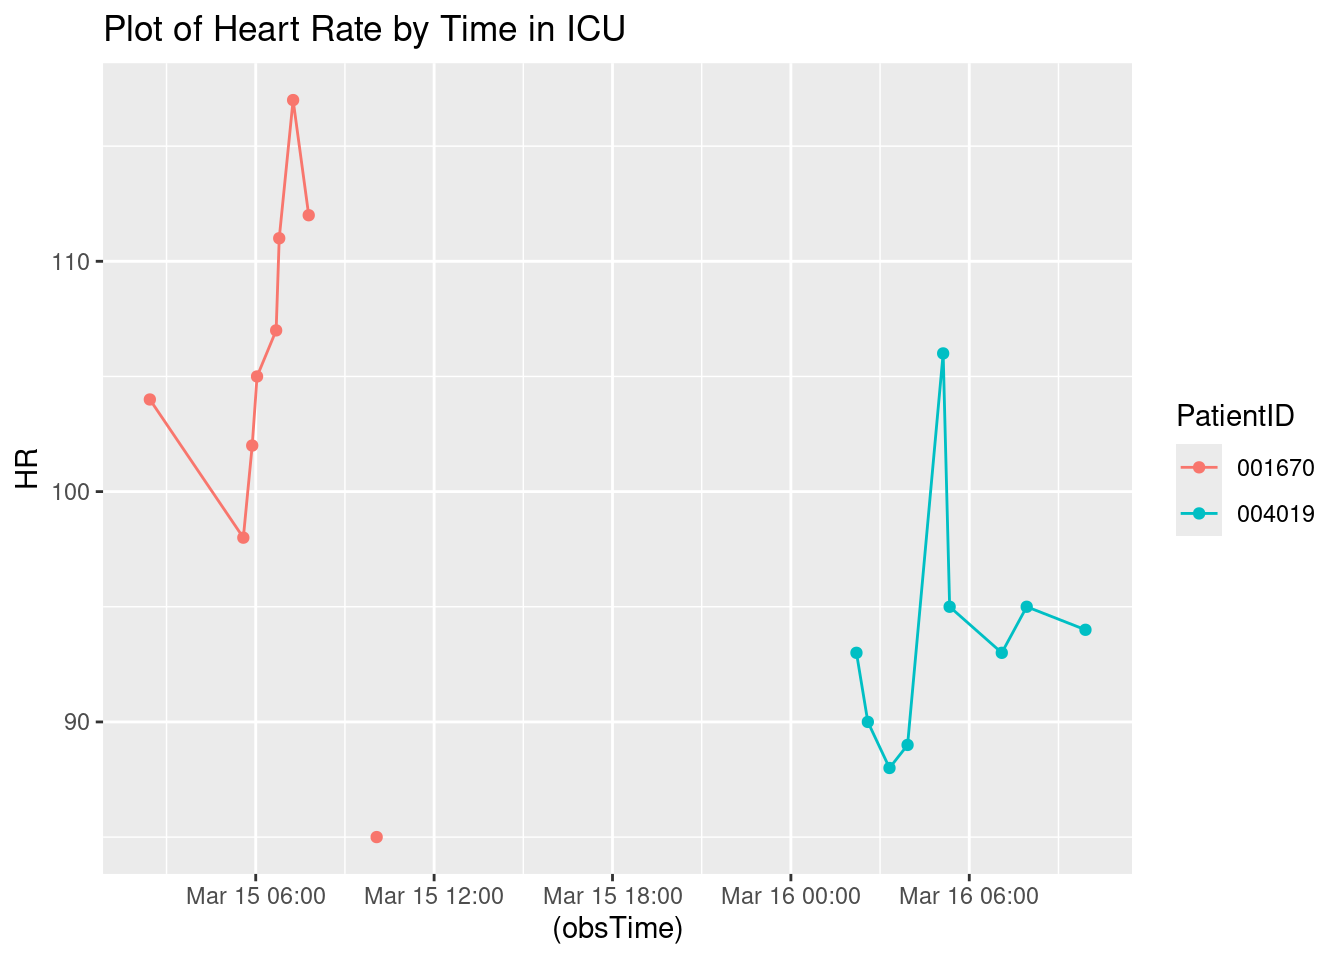 Plot of Heart Rate by Time in ICU
HR
110
100
90
Mar 15 06:00 Mar 15 12:00 Mar 15 18:00 Mar 16 00:00 Mar 16 06:00
(obsTime)
PatientID
001670
004019